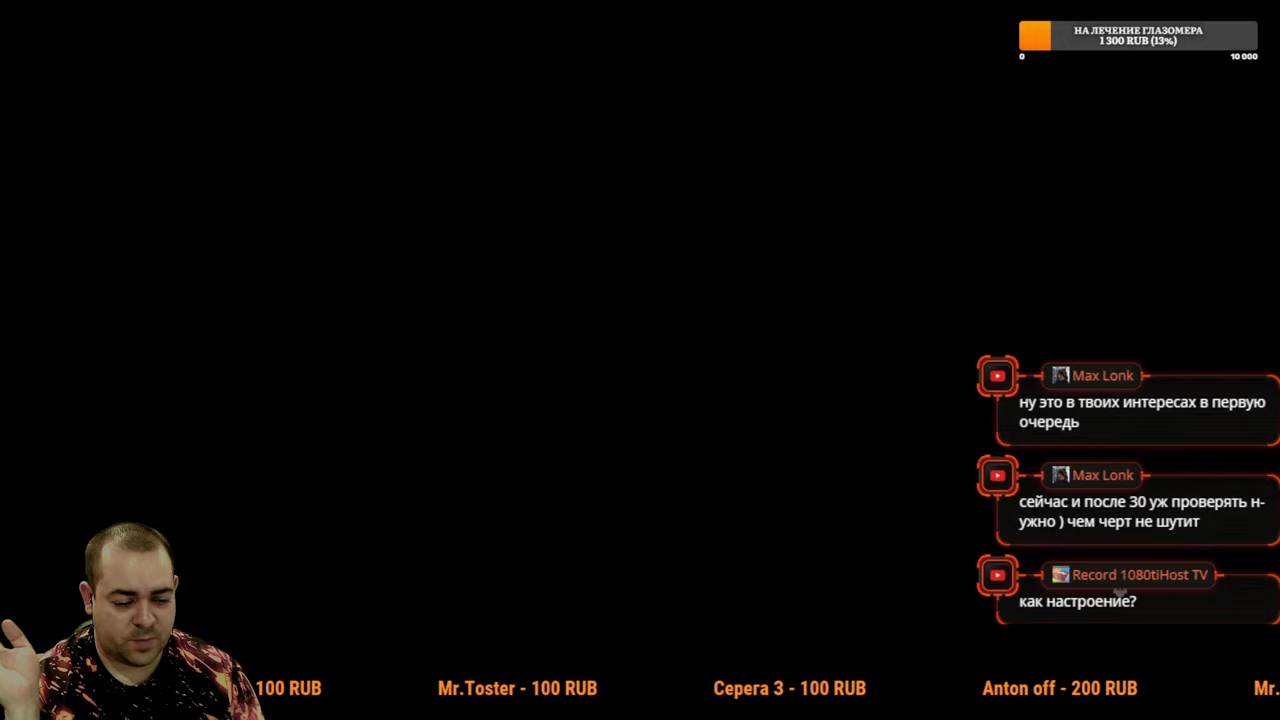 НА ЛЕЧЕНИЕ ГЛАЗОМЕРА
1 300 RUB (13%)
0 10 000
Max Lonk
ну это в твоих интересах в первую
очередь
Max Lonk
сейчас и после 30 уж проверять н-
ужно ) чем черт не шутит
Record 1080tiHost TV
как настроение?
100 RUB Mr.Toster - 100 RUB Серега 3 - 100 RUB Anton off - 200 RUB Mr.